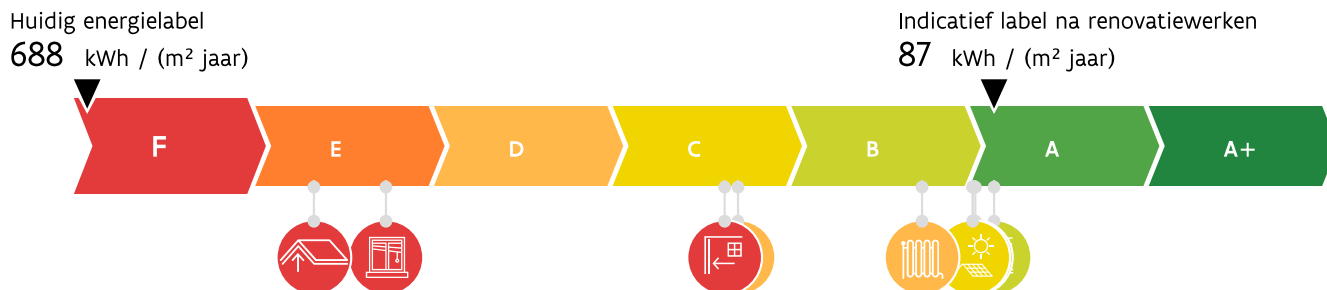 Huidig energielabel
688 kWh / (m² jaar)
Indicatief label na renovatiewerken
87 kWh / (m² jaar)
F E D C B A A+